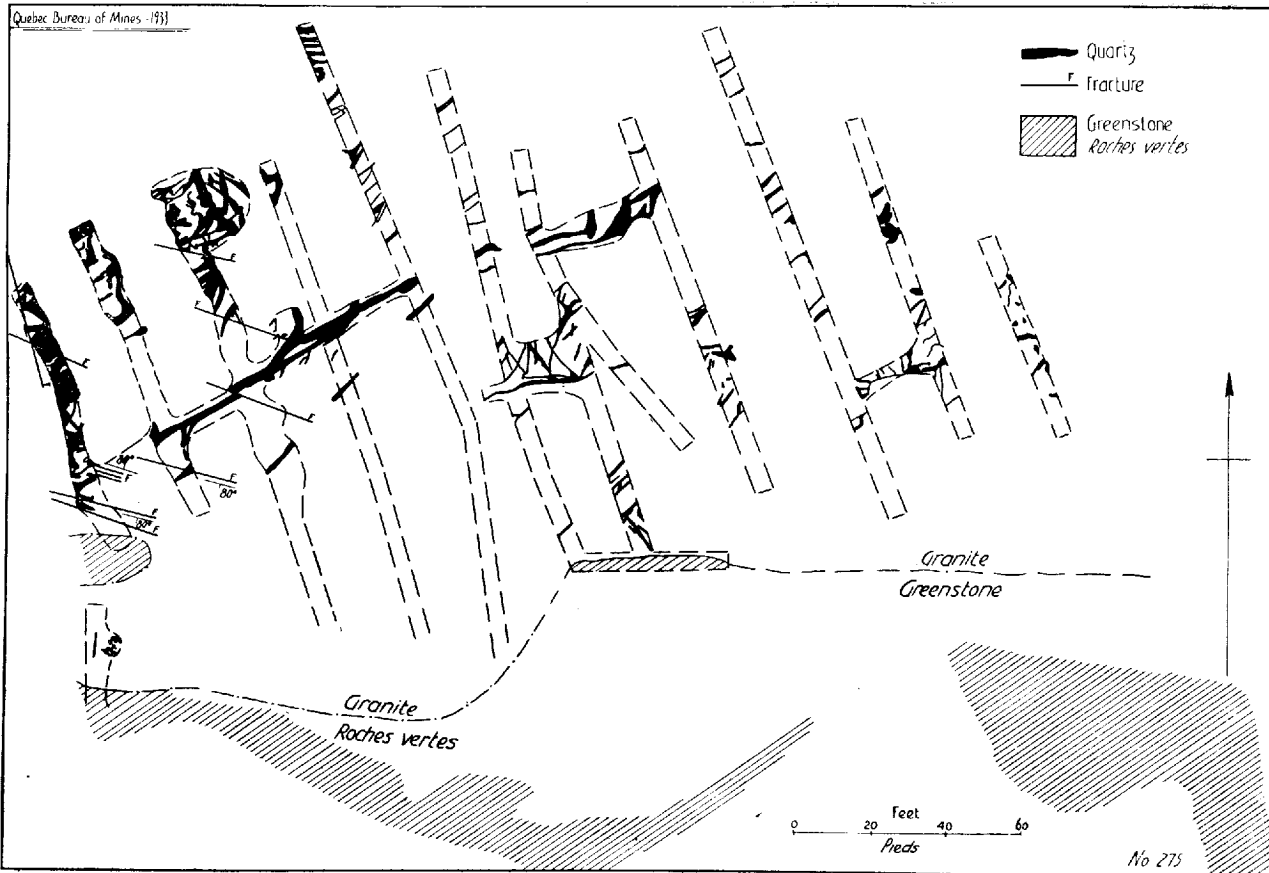 Quebec Bureau of Mines - 1933
Quartz
F
Fracture
Greenstone
Roches vertes
F
F
F
F
F
80°
F
F
80°
F
80°
F
Granite
Greenstone
Granite
Roches vertes
Feet
0 20 40 60
Pieds
No 275